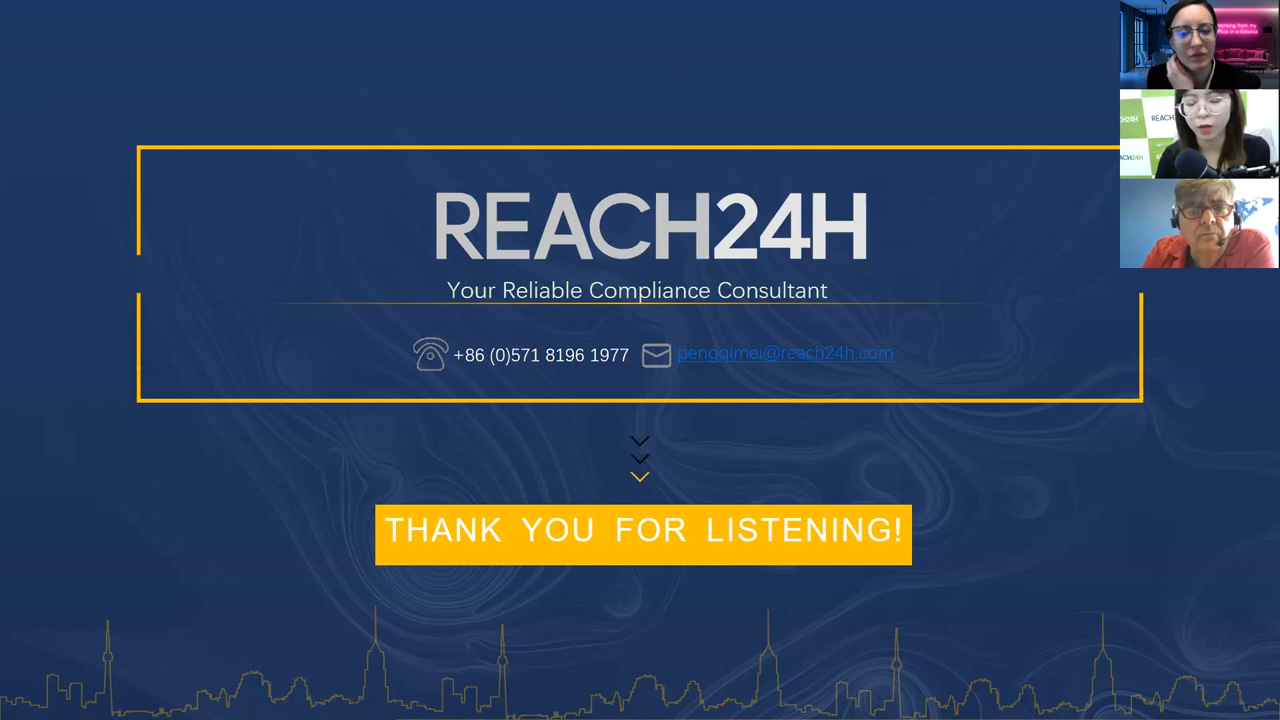 REACH24H
Your Reliable Compliance Consultant
+86 (0)571 8196 1977
pengqimei@reach24h.com
THANK YOU FOR LISTENING!